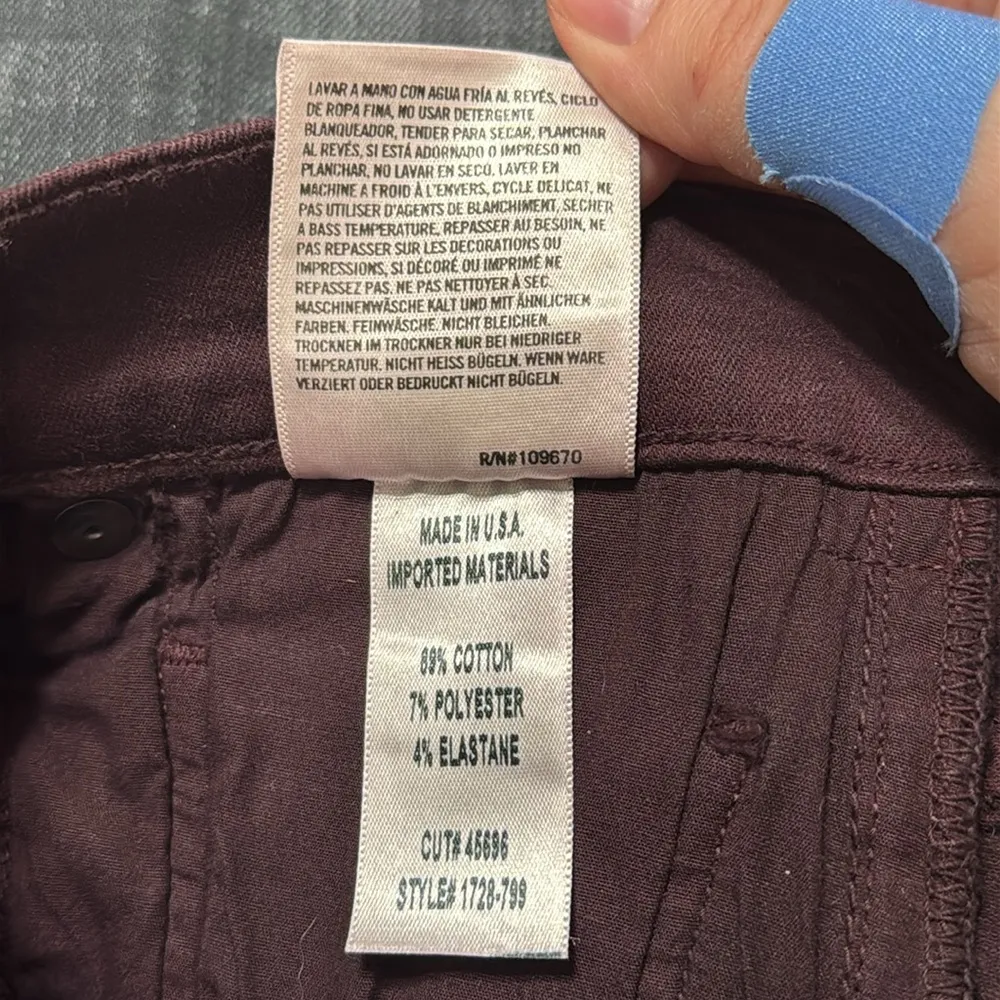 LAVAR A MANO CON AGUA FRÍA AL REVÉS, CICLO
DE ROPA FINA, NO USAR DETERGENTE
BLANQUEADOR, TENDER PARA SECAR, PLANCHAR
AL REVÉS, SI ESTÁ ADORNADO O IMPRESO NO
PLANCHAR, NO LAVAR EN SECO. LAVER EN
MACHINE A FROID À L'ENVERS, CYCLE DELICAT, NE
PAS UTILISER D'AGENTS DE BLANCHIMENT, SECHER
A BASS TEMPERATURE, REPASSER AU BESOIN, NE
PAS REPASSER SUR LES DECORATIONS OU
IMPRESSIONS, SI DÉCORÉ OU IMPRIMÉ NE
REPASSEZ PAS. NE PAS NETTOYER À SEC.
MASCHINENWÄSCHE KALT UND MIT ÄHNLICHEN
FARBEN. FEINWÄSCHE. NICHT BLEICHEN.
TROCKNEN IM TROCKNER NUR BEI NIEDRIGER
TEMPERATUR. NICHT HEISS BÜGELN. WENN WARE
VERZIERT ODER BEDRUCKT NICHT BÜGELN.
R/N#109670
MADE IN U.S.A.
IMPORTED MATERIALS
89% COTTON
7% POLYESTER
4% ELASTANE
CUT# 45696
STYLE# 1728-799